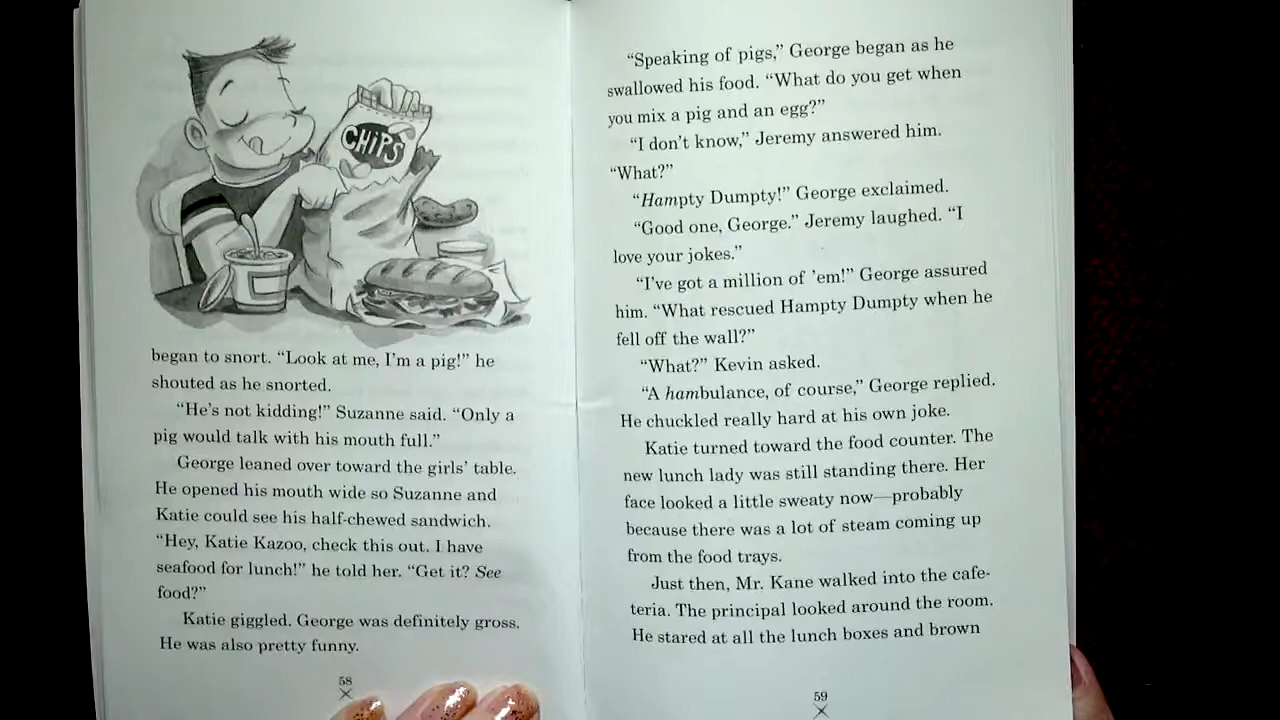 CHIPS
began to snort. “Look at me, I’m a pig!” he
shouted as he snorted.
“He’s not kidding!” Suzanne said. “Only a
pig would talk with his mouth full.”
George leaned over toward the girls’ table.
He opened his mouth wide so Suzanne and
Katie could see his half-chewed sandwich.
“Hey, Katie Kazoo, check this out. I have
seafood for lunch!” he told her. “Get it? See
food?”
Katie giggled. George was definitely gross.
He was also pretty funny.
58
“Speaking of pigs,” George began as he
swallowed his food. “What do you get when
you mix a pig and an egg?”
“I don’t know,” Jeremy answered him.
“What?”
“Hampty Dumpty!” George exclaimed.
“Good one, George.” Jeremy laughed. “I
love your jokes.”
“I’ve got a million of ’em!” George assured
him. “What rescued Hampty Dumpty when he
fell off the wall?”
“What?” Kevin asked.
“A hambulance, of course,” George replied.
He chuckled really hard at his own joke.
Katie turned toward the food counter. The
new lunch lady was still standing there. Her
face looked a little sweaty now—probably
because there was a lot of steam coming up
from the food trays.
Just then, Mr. Kane walked into the cafe-
teria. The principal looked around the room.
He stared at all the lunch boxes and brown
59